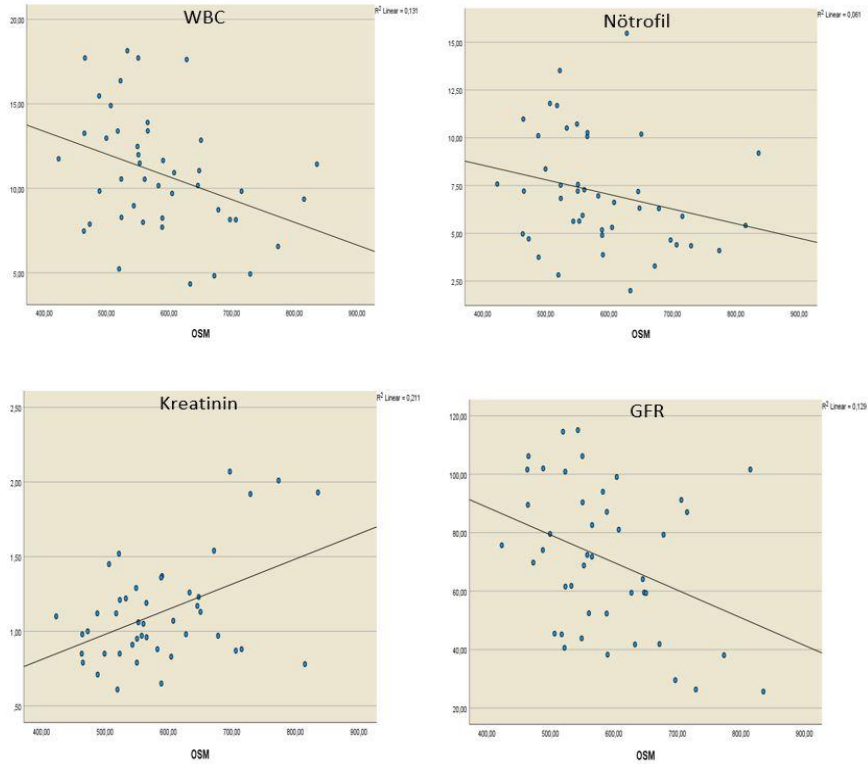 WBC
R² Linear = 0,131
20,00
15,00
10,00
5,00
400,00 500,00 600,00 700,00 800,00 900,00
OSM
Nötrofil
R² Linear = 0,061
15,00
12,50
10,00
7,50
5,00
2,50
400,00 500,00 600,00 700,00 800,00 900,00
OSM
Kreatinin
R² Linear = 0,211
2,50
2,00
1,50
1,00
,50
400,00 500,00 600,00 700,00 800,00 900,00
OSM
GFR
R² Linear = 0,129
120,00
100,00
80,00
60,00
40,00
20,00
400,00 500,00 600,00 700,00 800,00 900,00
OSM